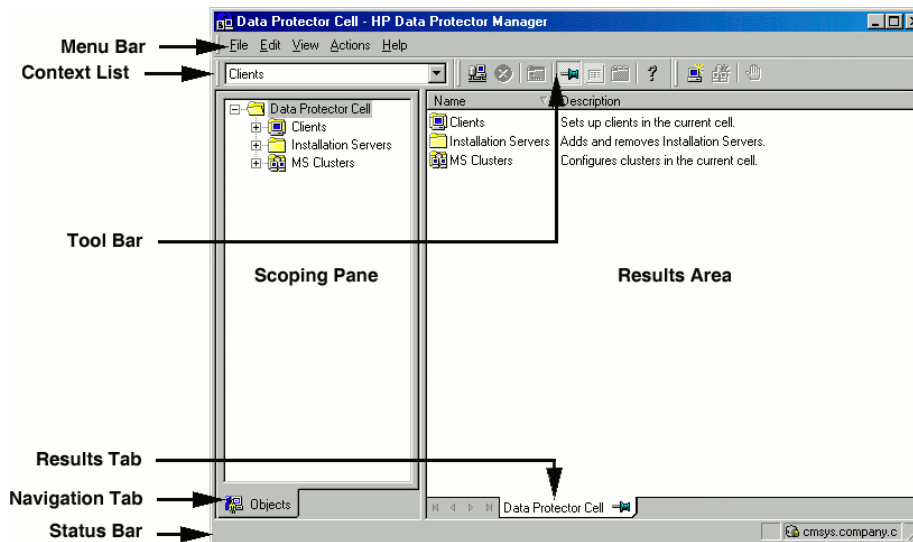 Data Protector Cell - HP Data Protector Manager
Menu Bar
File Edit View Actions Help
Context List
Clients
Name Description
Data Protector Cell
Clients
Installation Servers
MS Clusters
Clients Sets up clients in the current cell.
Installation Servers Adds and removes Installation Servers.
MS Clusters Configures clusters in the current cell.
Tool Bar
Scoping Pane
Results Area
Results Tab
Navigation Tab
Objects
Data Protector Cell
Status Bar
cmsys.company.c